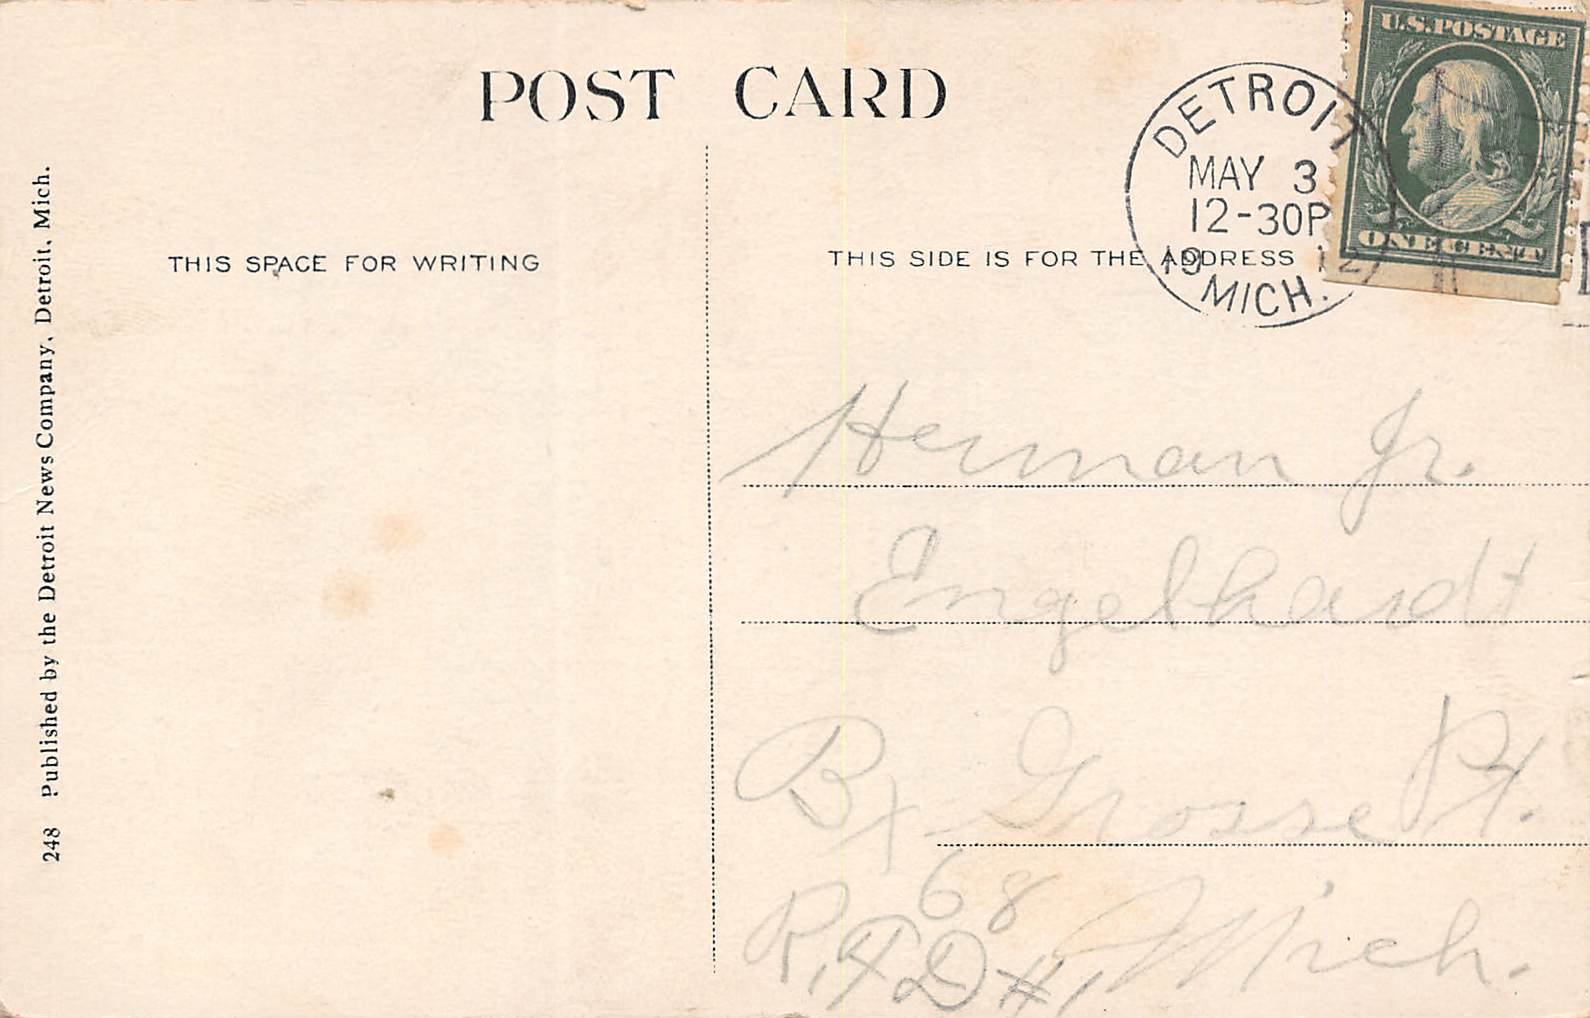 POST CARD
U.S. POSTAGE
ONE CENT
DETROIT
MAY 3
12-30P
1912
MICH.
THIS SPACE FOR WRITING
THIS SIDE IS FOR THE ADDRESS
248 Published by the Detroit News Company, Detroit, Mich.
Herman Jr.
Engelhardt
Bx Grosse Pt.
68
R.F.D #1 Mich.